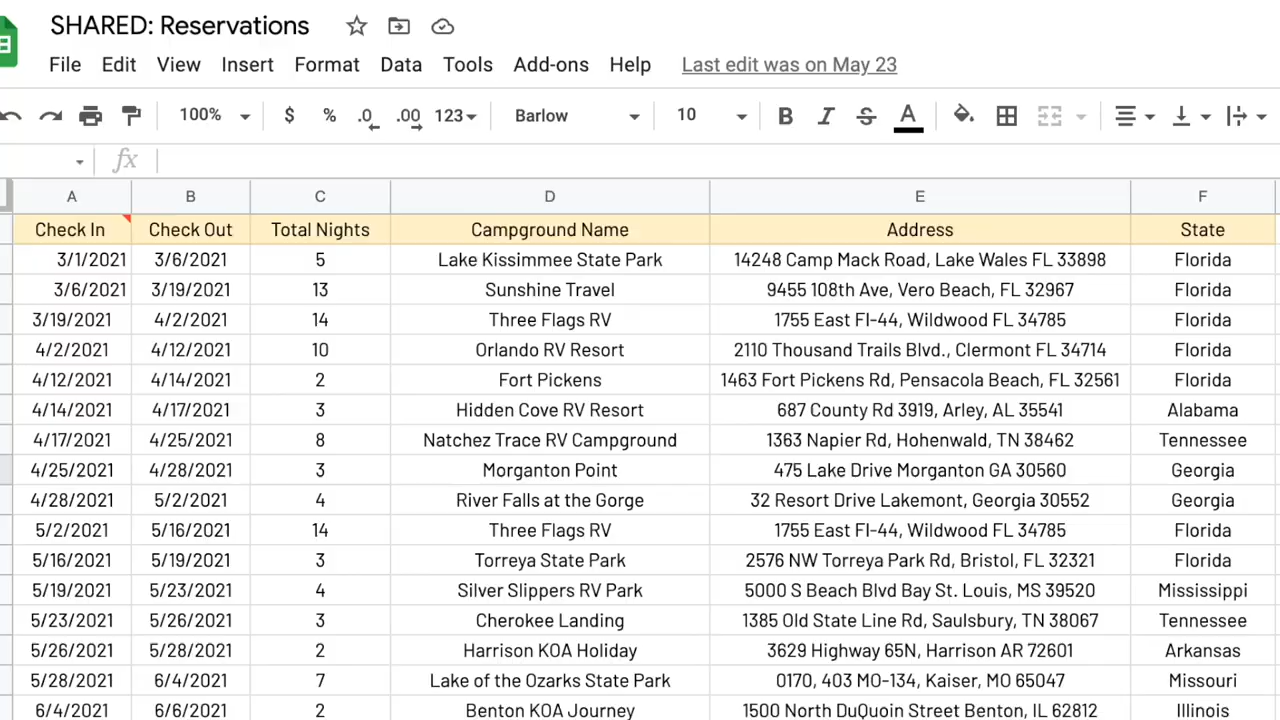 SHARED: Reservations
File Edit View Insert Format Data Tools Add-ons Help Last edit was on May 23
100% $ % .0 .00 123 Barlow 10 B I S A
fx
A B C D E F
Check In Check Out Total Nights Campground Name Address State
3/1/2021 3/6/2021 5 Lake Kissimmee State Park 14248 Camp Mack Road, Lake Wales FL 33898 Florida
3/6/2021 3/19/2021 13 Sunshine Travel 9455 108th Ave, Vero Beach, FL 32967 Florida
3/19/2021 4/2/2021 14 Three Flags RV 1755 East Fl-44, Wildwood FL 34785 Florida
4/2/2021 4/12/2021 10 Orlando RV Resort 2110 Thousand Trails Blvd., Clermont FL 34714 Florida
4/12/2021 4/14/2021 2 Fort Pickens 1463 Fort Pickens Rd, Pensacola Beach, FL 32561 Florida
4/14/2021 4/17/2021 3 Hidden Cove RV Resort 687 County Rd 3919, Arley, AL 35541 Alabama
4/17/2021 4/25/2021 8 Natchez Trace RV Campground 1363 Napier Rd, Hohenwald, TN 38462 Tennessee
4/25/2021 4/28/2021 3 Morganton Point 475 Lake Drive Morganton GA 30560 Georgia
4/28/2021 5/2/2021 4 River Falls at the Gorge 32 Resort Drive Lakemont, Georgia 30552 Georgia
5/2/2021 5/16/2021 14 Three Flags RV 1755 East Fl-44, Wildwood FL 34785 Florida
5/16/2021 5/19/2021 3 Torreya State Park 2576 NW Torreya Park Rd, Bristol, FL 32321 Florida
5/19/2021 5/23/2021 4 Silver Slippers RV Park 5000 S Beach Blvd Bay St. Louis, MS 39520 Mississippi
5/23/2021 5/26/2021 3 Cherokee Landing 1385 Old State Line Rd, Saulsbury, TN 38067 Tennessee
5/26/2021 5/28/2021 2 Harrison KOA Holiday 3629 Highway 65N, Harrison AR 72601 Arkansas
5/28/2021 6/4/2021 7 Lake of the Ozarks State Park 0170, 403 MO-134, Kaiser, MO 65047 Missouri
6/4/2021 6/6/2021 2 Benton KOA Journey 1500 North DuQuoin Street Benton, IL 62812 Illinois